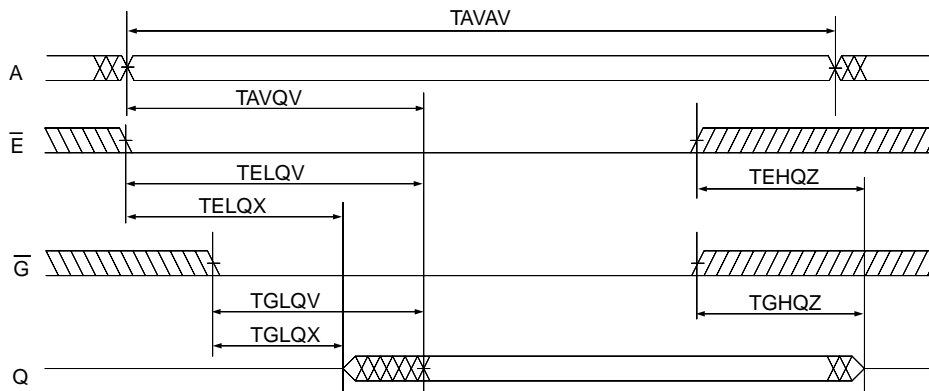 TAVAV
A
TAVQV
E̅
TELQV
TEHQZ
TELQX
G̅
TGLQV
TGHQZ
TGLQX
Q